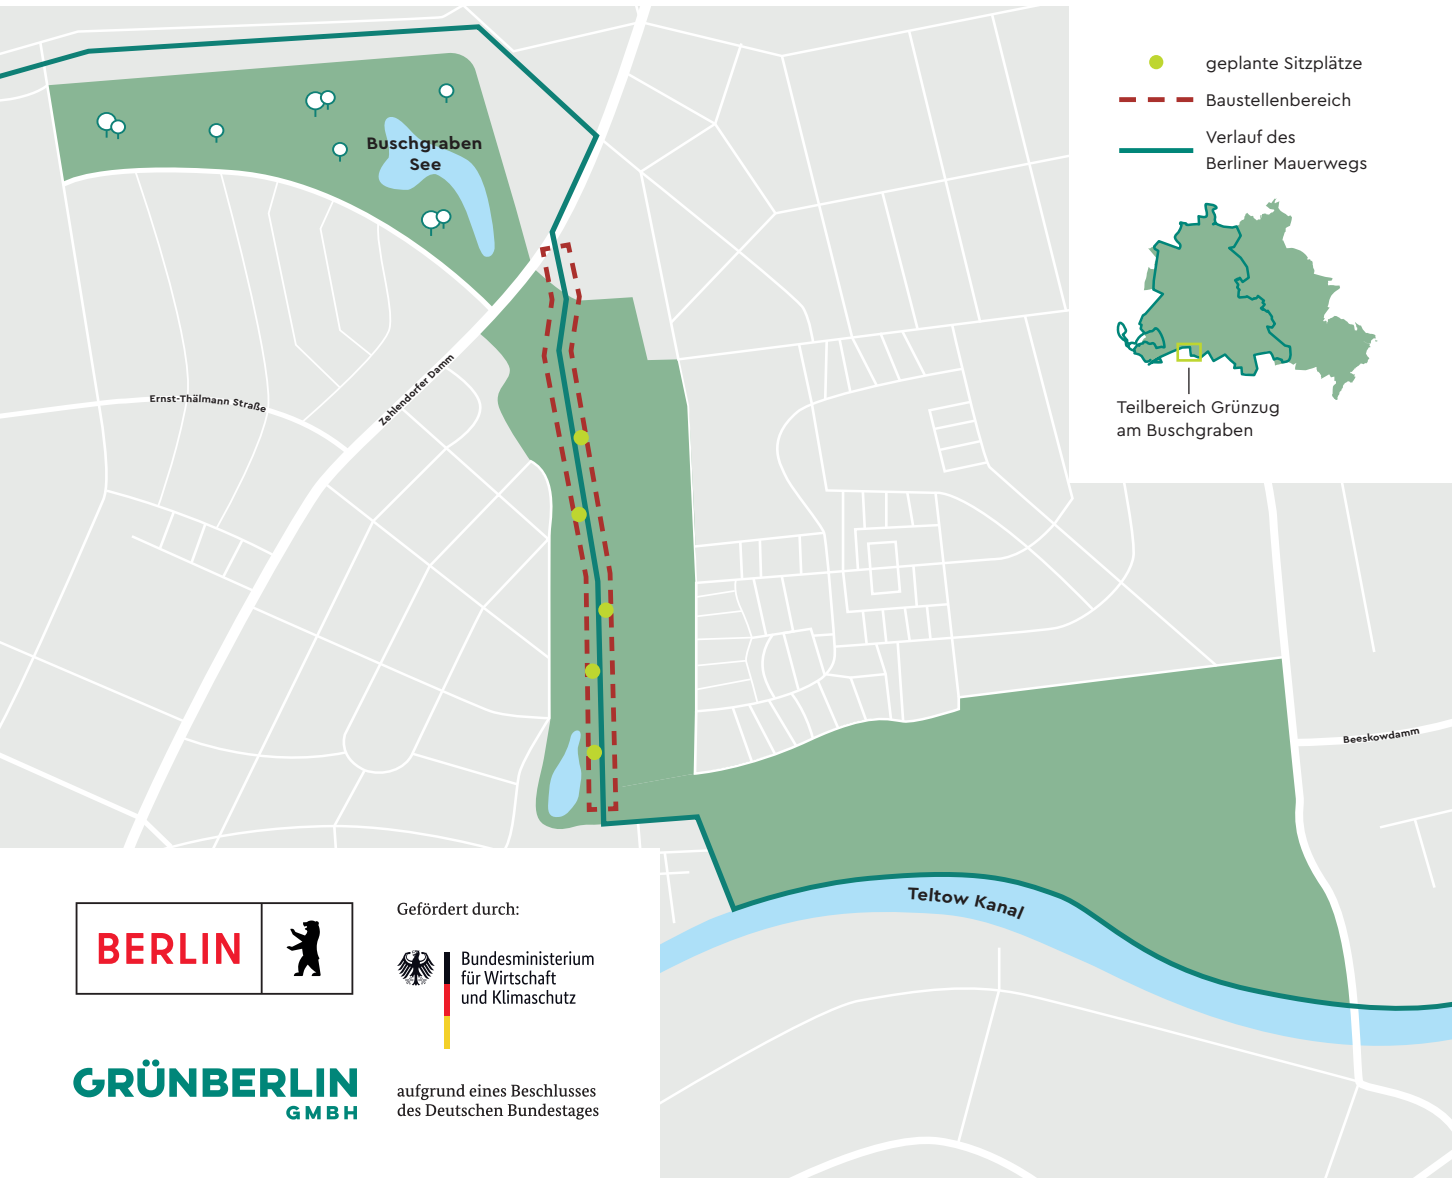 geplante Sitzplätze
Baustellenbereich
Verlauf des
Berliner Mauerwegs
Teilbereich Grünzug
am Buschgraben
Buschgraben
See
Zehlendorfer Damm
Ernst-Thälmann Straße
Beeskowdamm
Teltow Kanal
BERLIN
GRÜNBERLIN
GMBH
Gefördert durch:
Bundesministerium
für Wirtschaft
und Klimaschutz
aufgrund eines Beschlusses
des Deutschen Bundestages